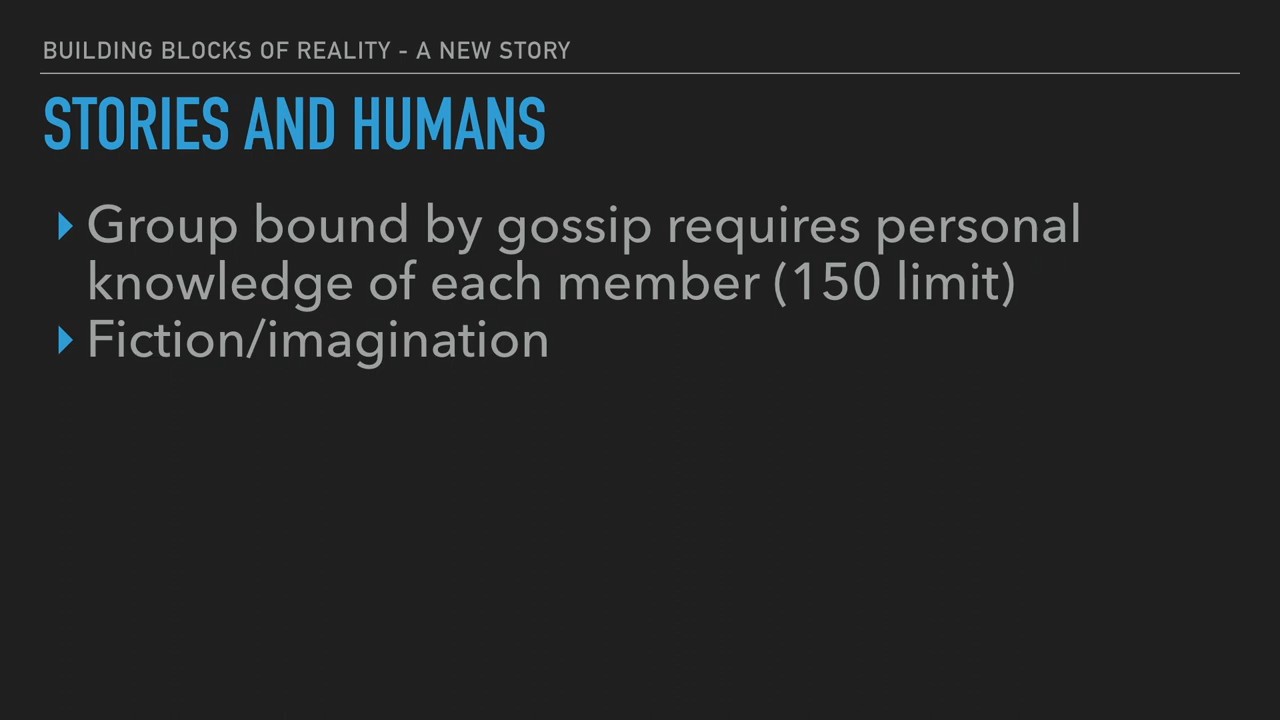 BUILDING BLOCKS OF REALITY - A NEW STORY
STORIES AND HUMANS
Group bound by gossip requires personal
knowledge of each member (150 limit)
Fiction/imagination